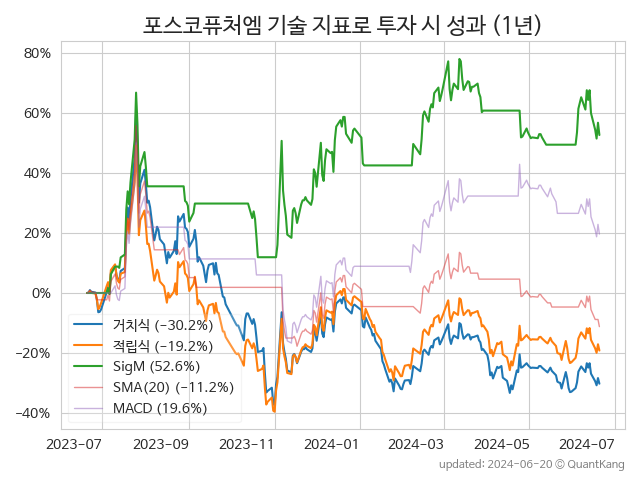 포스코퓨처엠 기술 지표로 투자 시 성과 (1년)
80%
60%
40%
20%
0%
−20%
−40%
거치식 (−30.2%)
적립식 (−19.2%)
SigM (52.6%)
SMA(20) (−11.2%)
MACD (19.6%)
2023-07 2023-09 2023-11 2024-01 2024-03 2024-05 2024-07
updated: 2024-06-20 © QuantKang